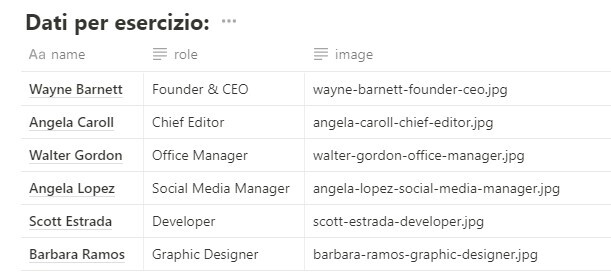 Dati per esercizio: ...
Aa name role image
Wayne Barnett Founder & CEO wayne-barnett-founder-ceo.jpg
Angela Caroll Chief Editor angela-caroll-chief-editor.jpg
Walter Gordon Office Manager walter-gordon-office-manager.jpg
Angela Lopez Social Media Manager angela-lopez-social-media-manager.jpg
Scott Estrada Developer scott-estrada-developer.jpg
Barbara Ramos Graphic Designer barbara-ramos-graphic-designer.jpg